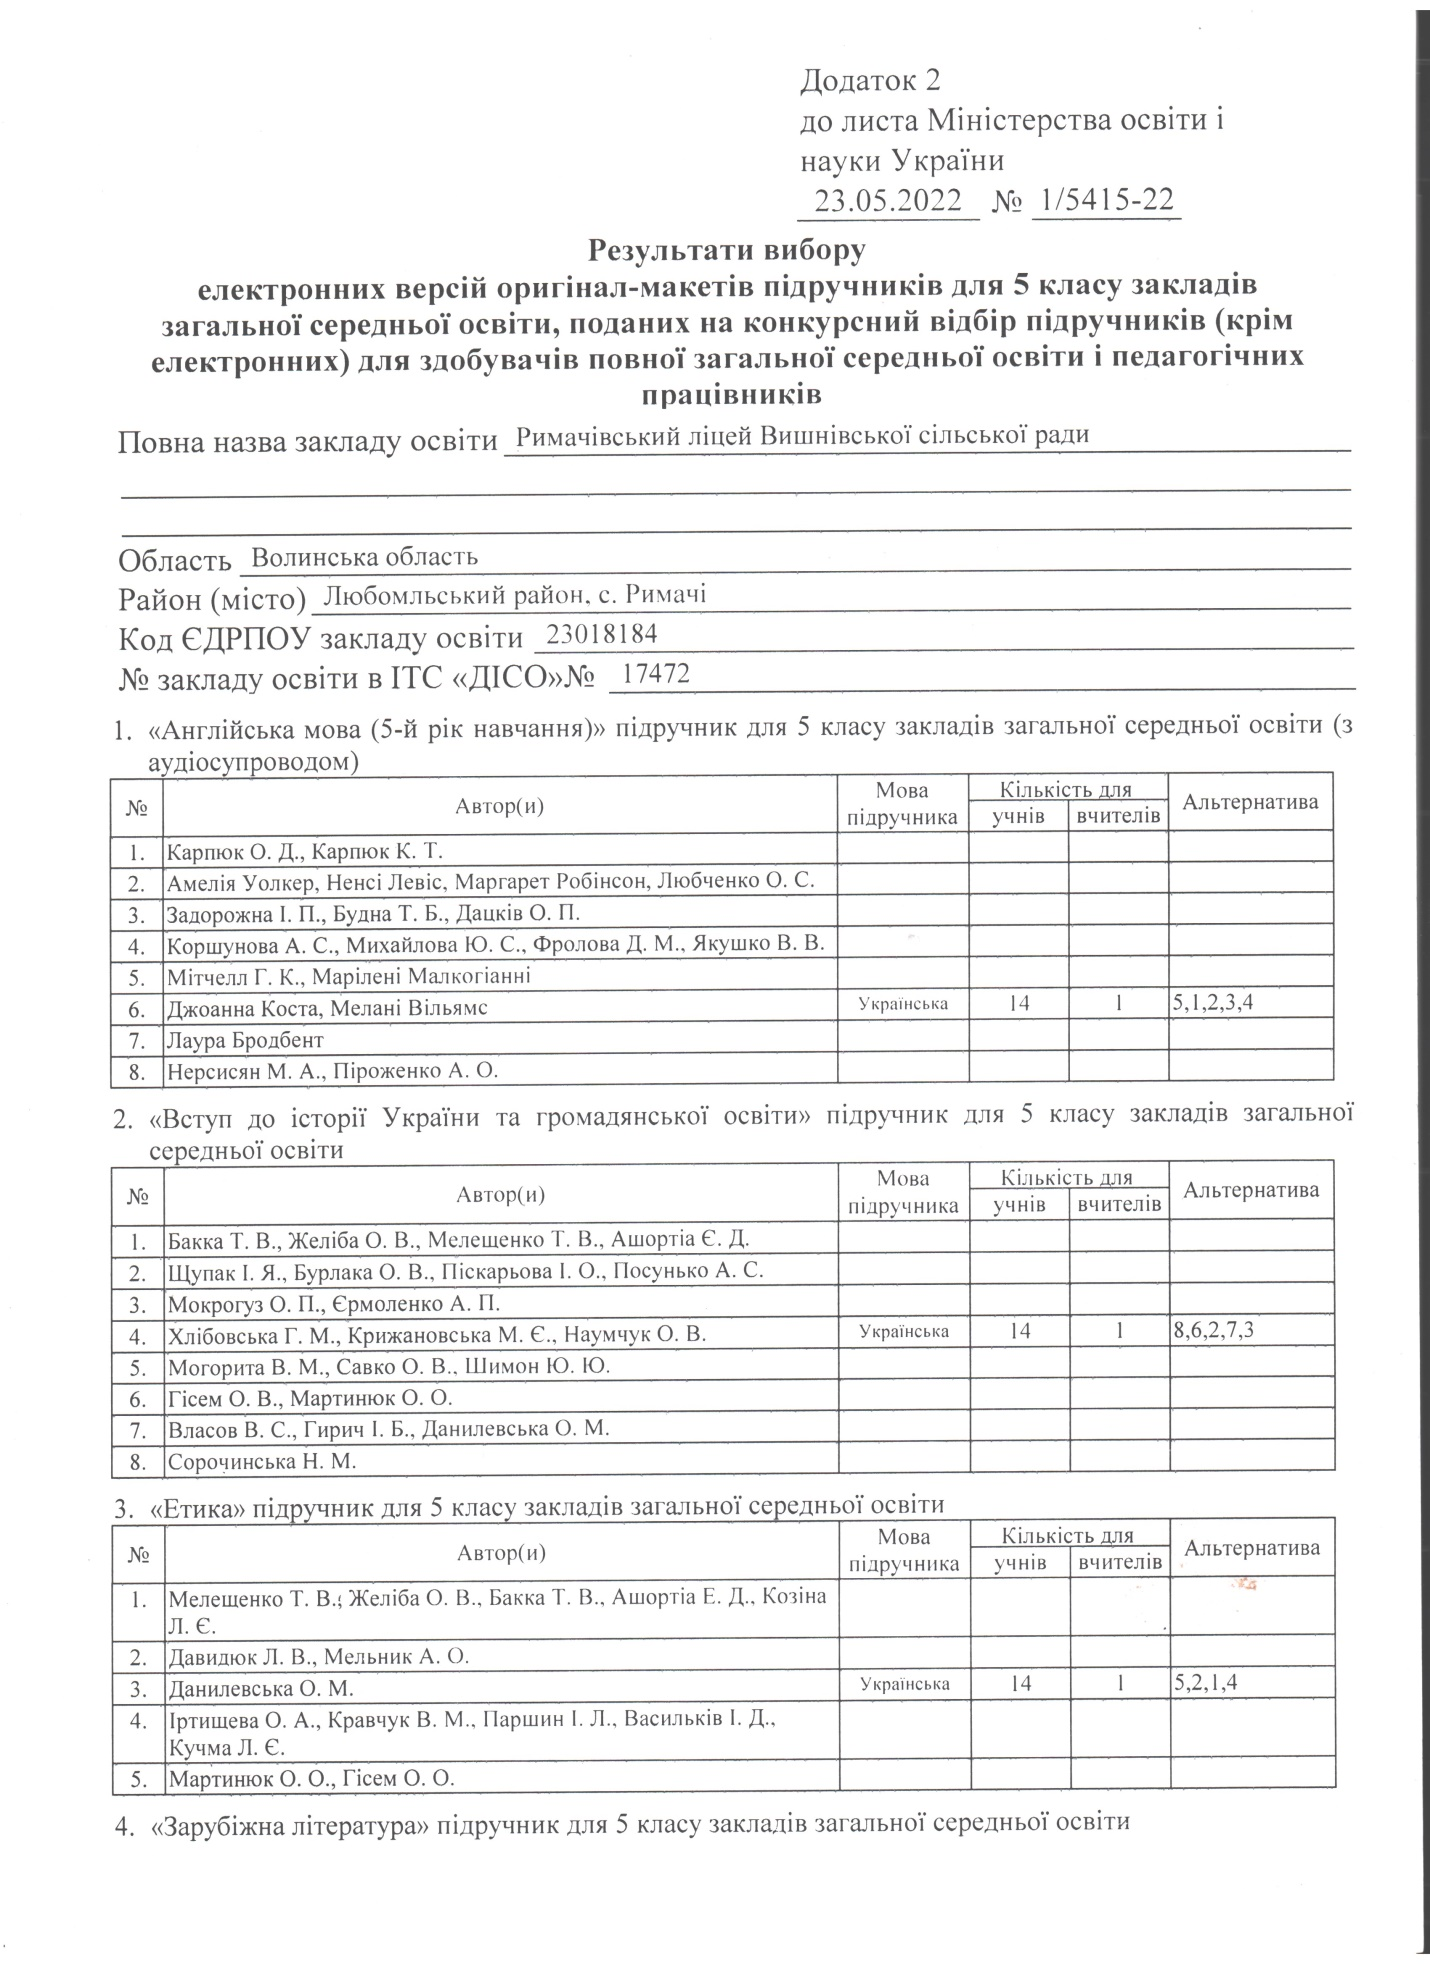 Додаток 2
до листа Міністерства освіти і
науки України
23.05.2022 № 1/5415-22
Результати вибору
електронних версій оригінал-макетів підручників для 5 класу закладів
загальної середньої освіти, поданих на конкурсний відбір підручників (крім
електронних) для здобувачів повної загальної середньої освіти і педагогічних
працівників
Повна назва закладу освіти Римачівський ліцей Вишнівської сільської ради
Область Волинська область
Район (місто) Любомльський район, с. Римачі
Код ЄДРПОУ закладу освіти 23018184
№ закладу освіти в ІТС «ДІСО»№ 17472
1. «Англійська мова (5-й рік навчання)» підручник для 5 класу закладів загальної середньої освіти (з
аудіосупроводом)
№ Автор(и) Мова підручника Кількість для учнів вчителів Альтернатива
1. Карпюк О. Д., Карпюк К. Т.
2. Амелія Уолкер, Ненсі Левіс, Маргарет Робінсон, Любченко О. С.
3. Задорожна І. П., Будна Т. Б., Дацків О. П.
4. Коршунова А. С., Михайлова Ю. С., Фролова Д. М., Якушко В. В.
5. Мітчелл Г. К., Марілені Малкогіанні
6. Джоанна Коста, Мелані Вільямс Українська 14 1 5,1,2,3,4
7. Лаура Бродбент
8. Нерсисян М. А., Піроженко А. О.
2. «Вступ до історії України та громадянської освіти» підручник для 5 класу закладів загальної
середньої освіти
№ Автор(и) Мова підручника Кількість для учнів вчителів Альтернатива
1. Бакка Т. В., Желіба О. В., Мелещенко Т. В., Ашортіа Є. Д.
2. Щупак І. Я., Бурлака О. В., Піскарьова І. О., Посунько А. С.
3. Мокрогуз О. П., Єрмоленко А. П.
4. Хлібовська Г. М., Крижановська М. Є., Наумчук О. В. Українська 14 1 8,6,2,7,3
5. Могорита В. М., Савко О. В., Шимон Ю. Ю.
6. Гісем О. В., Мартинюк О. О.
7. Власов В. С., Гирич І. Б., Данилевська О. М.
8. Сорочинська Н. М.
3. «Етика» підручник для 5 класу закладів загальної середньої освіти
№ Автор(и) Мова підручника Кількість для учнів вчителів Альтернатива
1. Мелещенко Т. В., Желіба О. В., Бакка Т. В., Ашортіа Е. Д., Козіна
Л. Є.
2. Давидюк Л. В., Мельник А. О.
3. Данилевська О. М. Українська 14 1 5,2,1,4
4. Іртищева О. А., Кравчук В. М., Паршин І. Л., Васильків І. Д.,
Кучма Л. Є.
5. Мартинюк О. О., Гісем О. О.
4. «Зарубіжна література» підручник для 5 класу закладів загальної середньої освіти